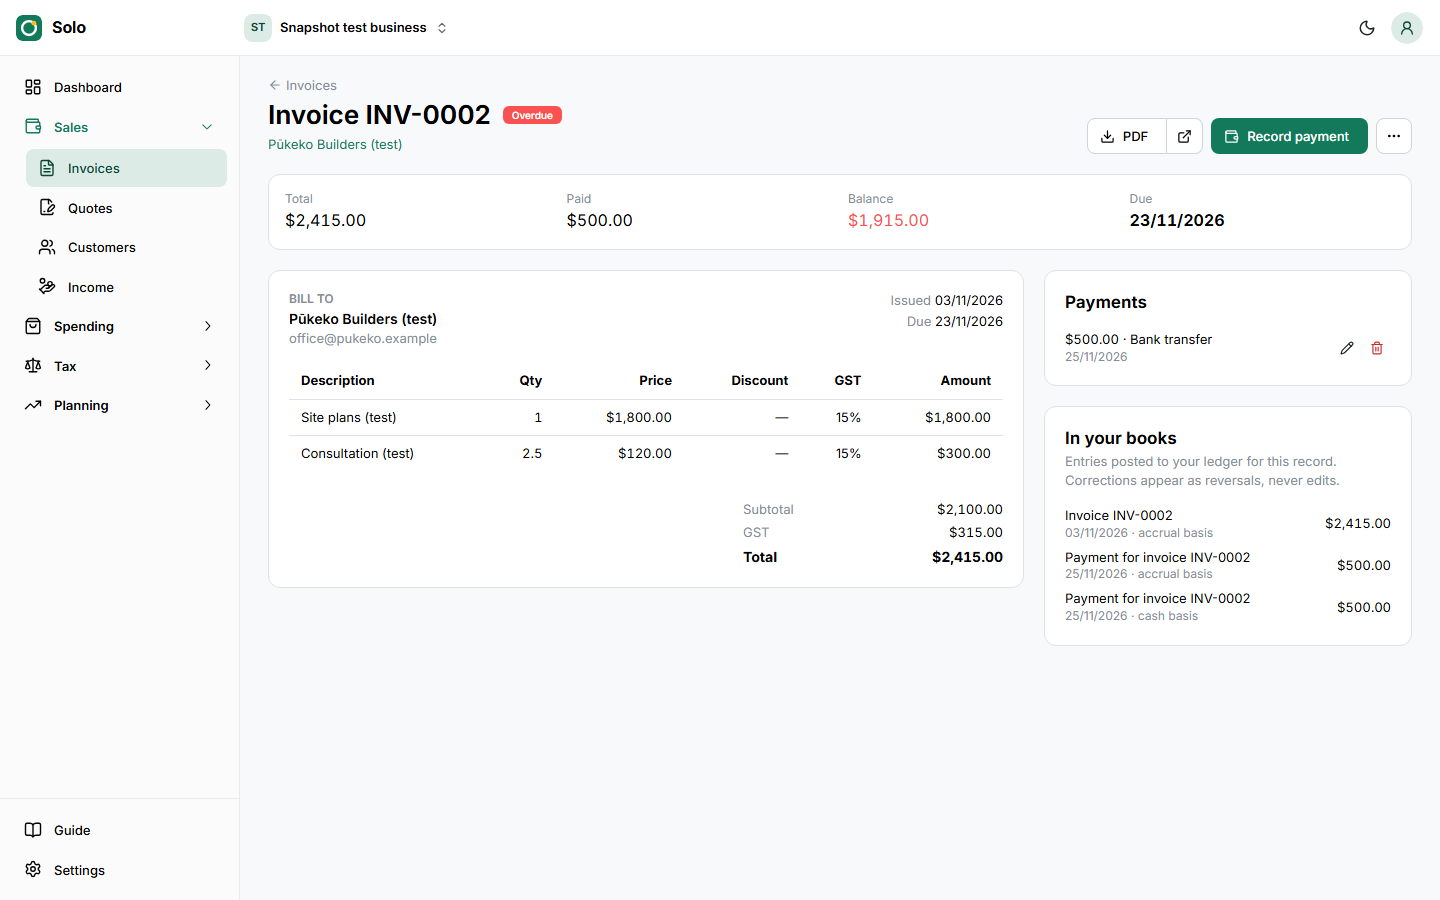 Solo
ST Snapshot test business
Dashboard
Sales
Invoices
Quotes
Customers
Income
Spending
Tax
Planning
Guide
Settings
Invoices
Invoice INV-0002 Overdue
Pūkeko Builders (test)
PDF
Record payment
Total
$2,415.00
Paid
$500.00
Balance
$1,915.00
Due
23/11/2026
BILL TO
Pūkeko Builders (test)
office@pukeko.example
Issued 03/11/2026
Due 23/11/2026
Description Qty Price Discount GST Amount
Site plans (test) 1 $1,800.00 — 15% $1,800.00
Consultation (test) 2.5 $120.00 — 15% $300.00
Subtotal $2,100.00
GST $315.00
Total $2,415.00
Payments
$500.00 · Bank transfer
25/11/2026
In your books
Entries posted to your ledger for this record.
Corrections appear as reversals, never edits.
Invoice INV-0002
03/11/2026 · accrual basis
$2,415.00
Payment for invoice INV-0002
25/11/2026 · accrual basis
$500.00
Payment for invoice INV-0002
25/11/2026 · cash basis
$500.00